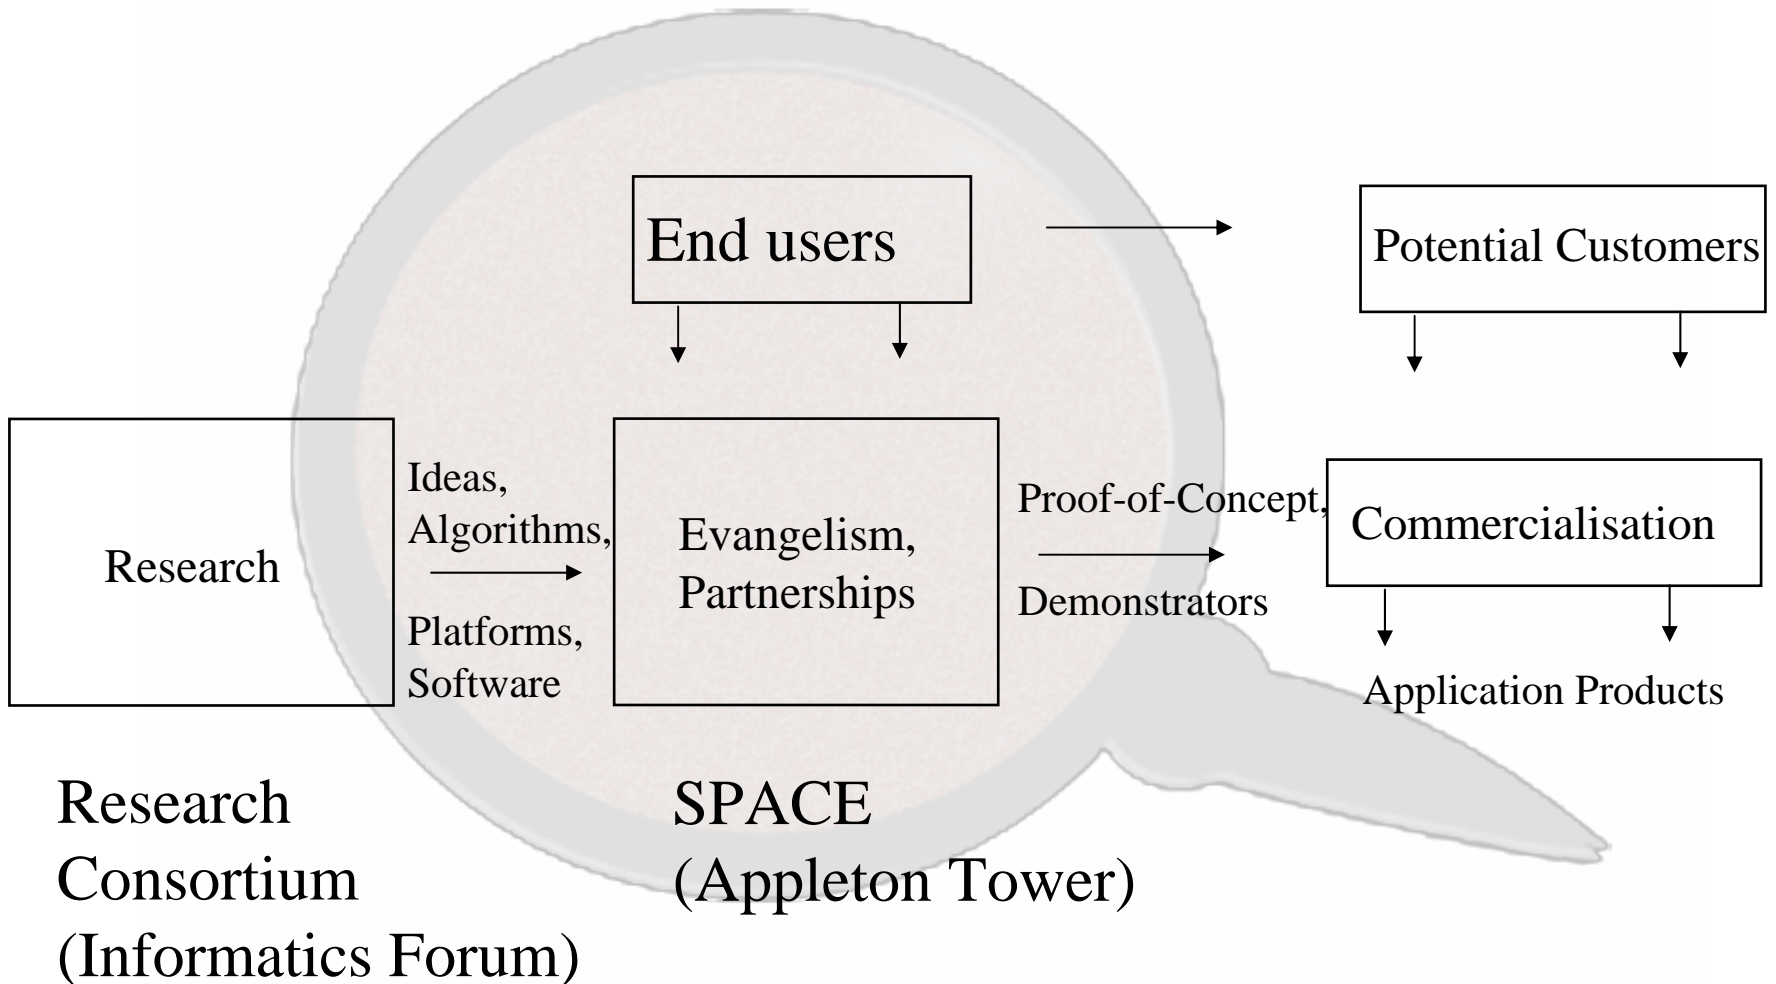 End users
Potential Customers
Research
Ideas,
Algorithms,
Platforms,
Software
Evangelism,
Partnerships
Proof-of-Concept,
Demonstrators
Commercialisation
Application Products
Research
Consortium
(Informatics Forum)
SPACE
(Appleton Tower)